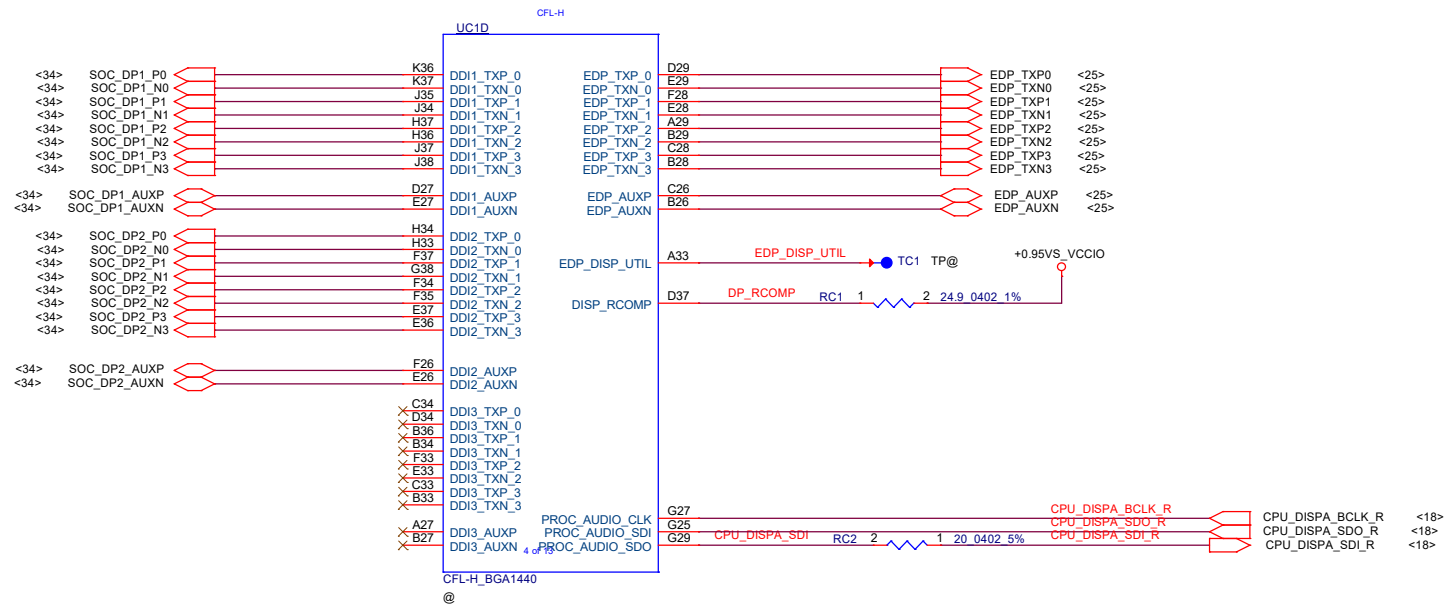 CFL-H
UC1D
<34> SOC_DP1_P0 K36 DDI1_TXP_0 EDP_TXP_0 D29 EDP_TXP0 <25>
<34> SOC_DP1_N0 K37 DDI1_TXN_0 EDP_TXN_0 E29 EDP_TXN0 <25>
<34> SOC_DP1_P1 J35 DDI1_TXP_1 EDP_TXP_1 F28 EDP_TXP1 <25>
<34> SOC_DP1_N1 J34 DDI1_TXN_1 EDP_TXN_1 E28 EDP_TXN1 <25>
<34> SOC_DP1_P2 H37 DDI1_TXP_2 EDP_TXP_2 A29 EDP_TXP2 <25>
<34> SOC_DP1_N2 H36 DDI1_TXN_2 EDP_TXN_2 B29 EDP_TXN2 <25>
<34> SOC_DP1_P3 J37 DDI1_TXP_3 EDP_TXP_3 C28 EDP_TXP3 <25>
<34> SOC_DP1_N3 J38 DDI1_TXN_3 EDP_TXN_3 B28 EDP_TXN3 <25>
<34> SOC_DP1_AUXP D27 DDI1_AUXP EDP_AUXP C26 EDP_AUXP <25>
<34> SOC_DP1_AUXN E27 DDI1_AUXN EDP_AUXN B26 EDP_AUXN <25>
<34> SOC_DP2_P0 H34 DDI2_TXP_0
<34> SOC_DP2_N0 H33 DDI2_TXN_0
<34> SOC_DP2_P1 F37 DDI2_TXP_1 EDP_DISP_UTIL A33 EDP_DISP_UTIL TC1 TP@ +0.95VS_VCCIO
<34> SOC_DP2_N1 G38 DDI2_TXN_1
<34> SOC_DP2_P2 F34 DDI2_TXP_2
<34> SOC_DP2_N2 F35 DDI2_TXN_2 DISP_RCOMP D37 DP_RCOMP RC1 1 2 24.9_0402_1%
<34> SOC_DP2_P3 E37 DDI2_TXP_3
<34> SOC_DP2_N3 E36 DDI2_TXN_3
<34> SOC_DP2_AUXP F26 DDI2_AUXP
<34> SOC_DP2_AUXN E26 DDI2_AUXN
C34 DDI3_TXP_0
D34 DDI3_TXN_0
B36 DDI3_TXP_1
B34 DDI3_TXN_1
F33 DDI3_TXP_2
E33 DDI3_TXN_2
C33 DDI3_TXP_3
B33 DDI3_TXN_3
PROC_AUDIO_CLK G27 CPU_DISPA_BCLK_R CPU_DISPA_BCLK_R <18>
A27 DDI3_AUXP PROC_AUDIO_SDI G25 CPU_DISPA_SDO_R CPU_DISPA_SDO_R <18>
B27 DDI3_AUXN 4 of 13 PROC_AUDIO_SDO G29 CPU_DISPA_SDI RC2 2 1 20_0402_5% CPU_DISPA_SDI_R CPU_DISPA_SDI_R <18>
CFL-H_BGA1440
@